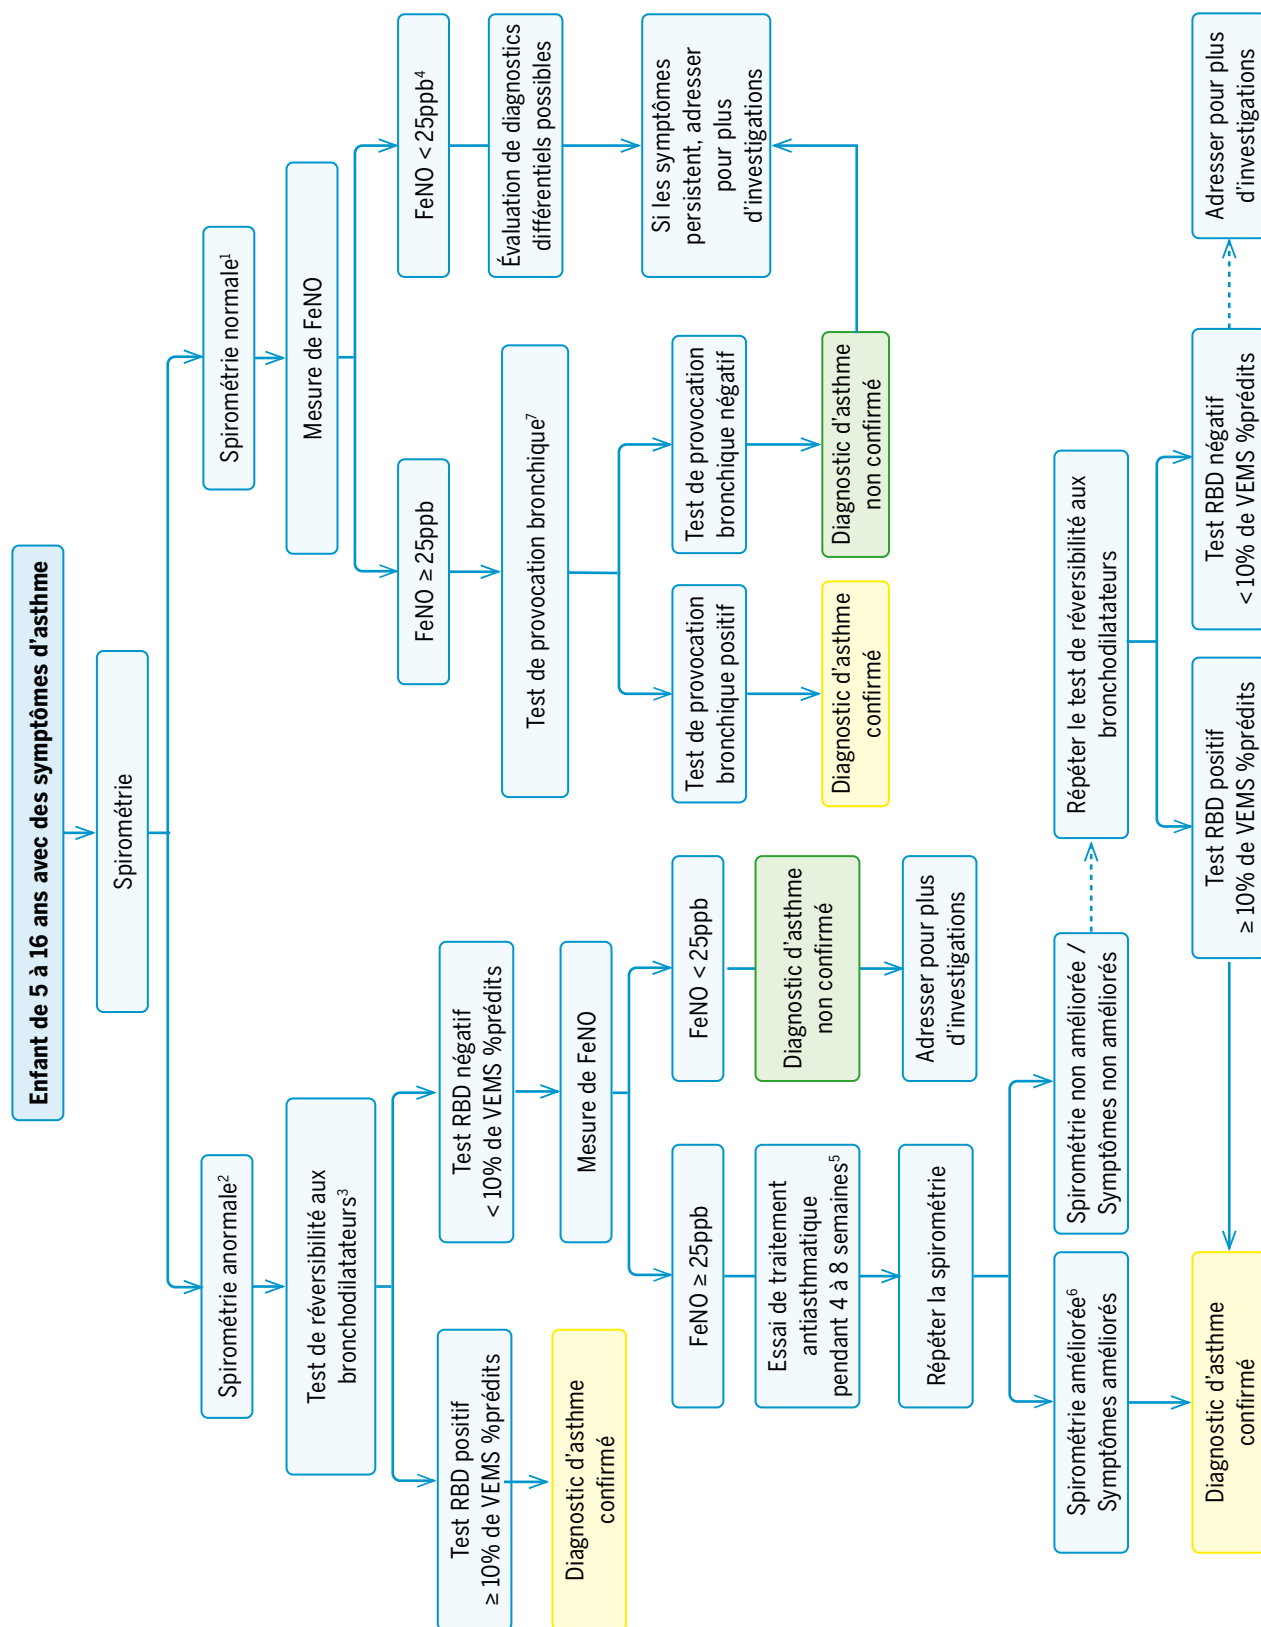 Enfant de 5 à 16 ans avec des symptômes d'asthme
Spirométrie
Spirométrie anormale²
Spirométrie normale¹
Test de réversibilité aux
bronchodilatateurs³
Mesure de FeNO
Test RBD positif
≥ 10% de VEMS %prédits
Test RBD négatif
< 10% de VEMS %prédits
FeNO ≥ 25ppb
FeNO < 25ppb⁴
Diagnostic d'asthme
confirmé
Mesure de FeNO
Test de provocation bronchique⁷
Évaluation de diagnostics
différentiels possibles
FeNO ≥ 25ppb
FeNO < 25ppb
Test de provocation
bronchique positif
Test de provocation
bronchique négatif
Si les symptômes
persistent, adresser
pour plus
d'investigations
Essai de traitement
antiasthmatique
pendant 4 à 8 semaines⁵
Diagnostic d'asthme
non confirmé
Diagnostic d'asthme
confirmé
Diagnostic d'asthme
non confirmé
Répéter la spirométrie
Adresser pour plus
d'investigations
Spirométrie améliorée⁶
Symptômes améliorés
Spirométrie non améliorée /
Symptômes non améliorés
Répéter le test de réversibilité aux
bronchodilatateurs
Diagnostic d'asthme
confirmé
Test RBD positif
≥ 10% de VEMS %prédits
Test RBD négatif
< 10% de VEMS %prédits
Adresser pour plus
d'investigations